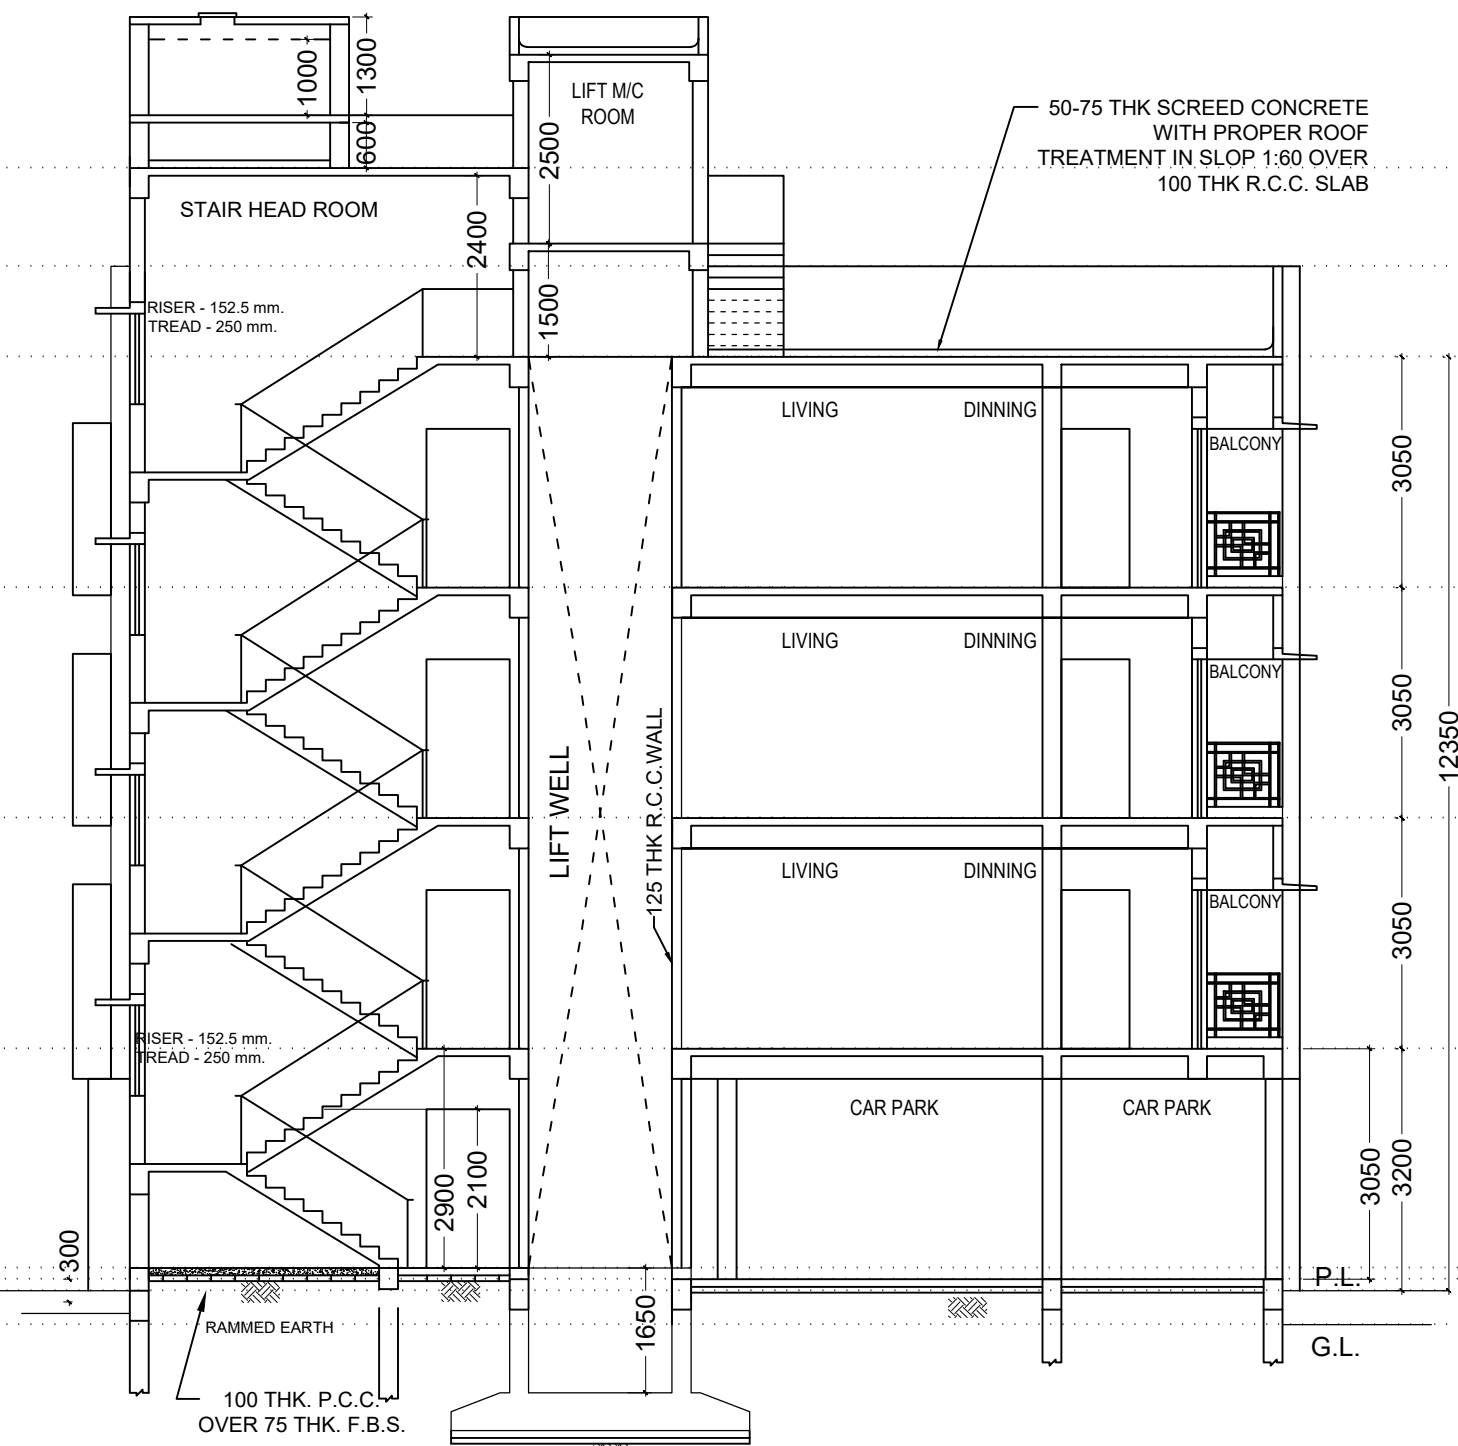 1000
1300
600
LIFT M/C
ROOM
2500
50-75 THK SCREED CONCRETE
WITH PROPER ROOF
TREATMENT IN SLOP 1:60 OVER
100 THK R.C.C. SLAB
STAIR HEAD ROOM
2400
1500
RISER - 152.5 mm.
TREAD - 250 mm.
LIVING
DINNING
BALCONY
3050
LIVING
DINNING
BALCONY
3050
12350
LIFT WELL
125 THK R.C.C.WALL
LIVING
DINNING
BALCONY
3050
RISER - 152.5 mm.
TREAD - 250 mm.
CAR PARK
CAR PARK
2900
2100
3050
3200
300
P.L.
1650
RAMMED EARTH
G.L.
100 THK. P.C.C.
OVER 75 THK. F.B.S.